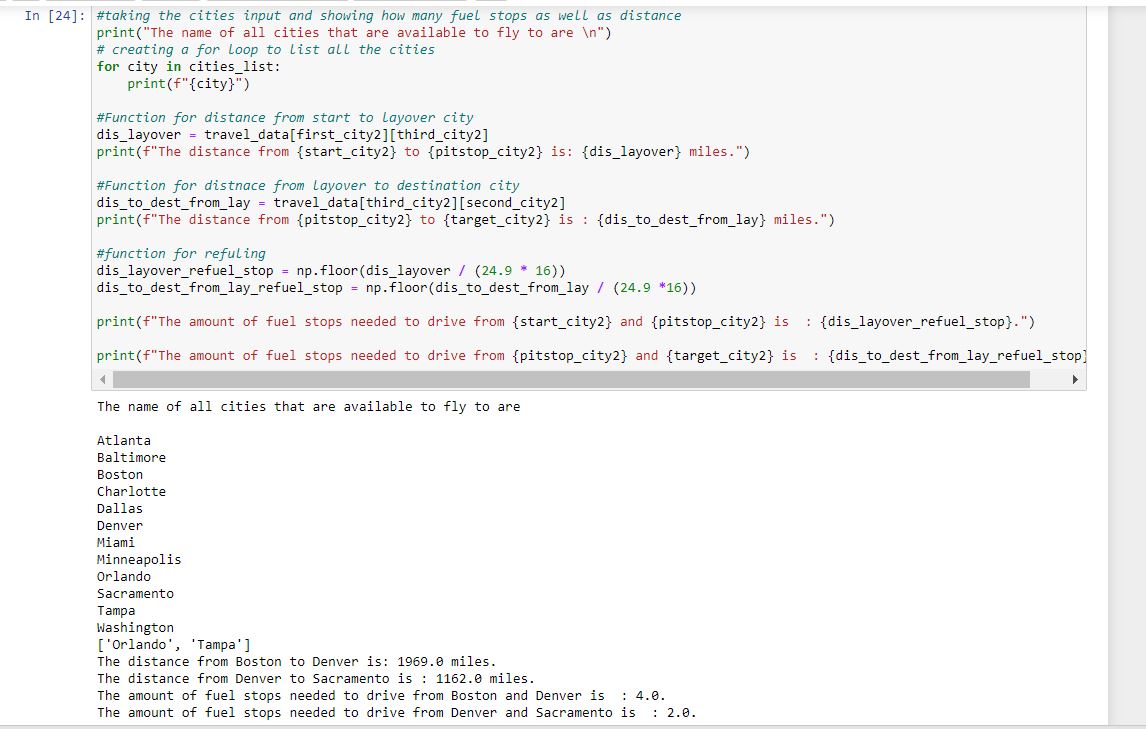 In [24]: #taking the cities input and showing how many fuel stops as well as distance
print("The name of all cities that are available to fly to are \n")
# creating a for loop to list all the cities
for city in cities_list:
    print(f"{city}")

#Function for distance from start to layover city
dis_layover = travel_data[first_city2][third_city2]
print(f"The distance from {start_city2} to {pitstop_city2} is: {dis_layover} miles.")

#Function for distnace from layover to destination city
dis_to_dest_from_lay = travel_data[third_city2][second_city2]
print(f"The distance from {pitstop_city2} to {target_city2} is : {dis_to_dest_from_lay} miles.")

#function for refuling
dis_layover_refuel_stop = np.floor(dis_layover / (24.9 * 16))
dis_to_dest_from_lay_refuel_stop = np.floor(dis_to_dest_from_lay / (24.9 *16))

print(f"The amount of fuel stops needed to drive from {start_city2} and {pitstop_city2} is  : {dis_layover_refuel_stop}.")

print(f"The amount of fuel stops needed to drive from {pitstop_city2} and {target_city2} is  : {dis_to_dest_from_lay_refuel_stop}

The name of all cities that are available to fly to are

Atlanta
Baltimore
Boston
Charlotte
Dallas
Denver
Miami
Minneapolis
Orlando
Sacramento
Tampa
Washington
['Orlando', 'Tampa']
The distance from Boston to Denver is: 1969.0 miles.
The distance from Denver to Sacramento is : 1162.0 miles.
The amount of fuel stops needed to drive from Boston and Denver is  : 4.0.
The amount of fuel stops needed to drive from Denver and Sacramento is  : 2.0.